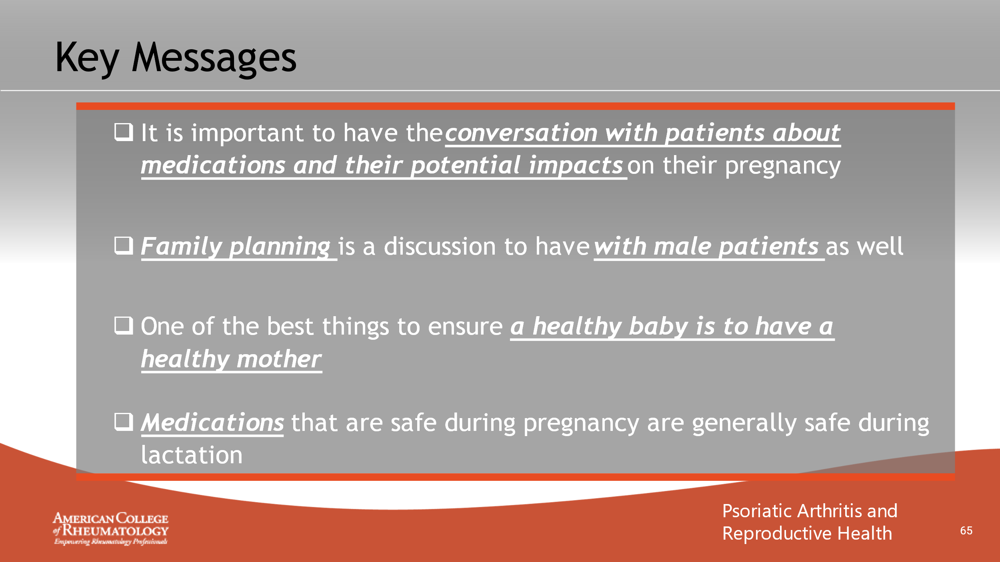 Key Messages
It is important to have the conversation with patients about
medications and their potential impacts on their pregnancy
Family planning is a discussion to have with male patients as well
One of the best things to ensure a healthy baby is to have a
healthy mother
Medications that are safe during pregnancy are generally safe during
lactation
AMERICAN COLLEGE
of RHEUMATOLOGY
Empowering Rheumatology Professionals
Psoriatic Arthritis and
Reproductive Health
65